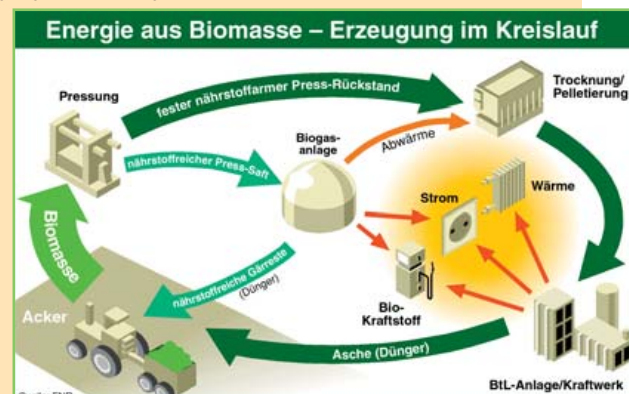 Energie aus Biomasse – Erzeugung im Kreislauf
Pressung
fester nährstoffarmer Press-Rückstand
Trocknung/
Pelletierung
nährstoffreicher Press-Saft
Biogas-
anlage
Abwärme
Strom
Wärme
Biomasse
nährstoffreiche Gärreste
(Dünger)
Bio-
Kraftstoff
Acker
Asche (Dünger)
BtL-Anlage/Kraftwerk